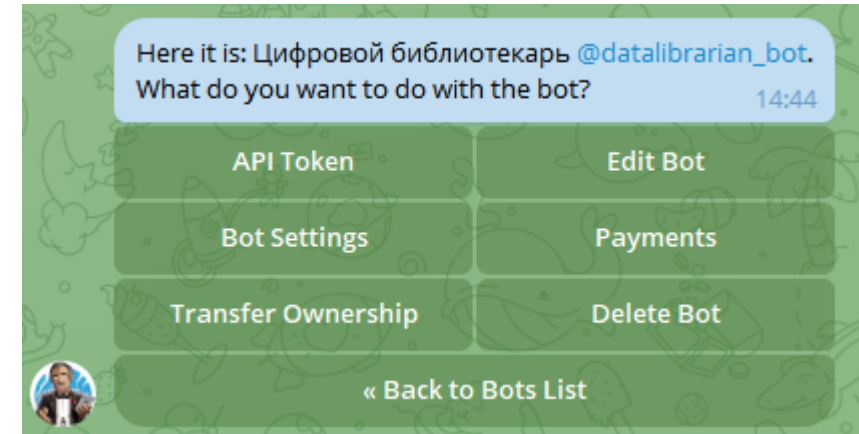 Here it is: Цифровой библиотекарь @datalibrarian_bot.
What do you want to do with the bot?
14:44
API Token
Edit Bot
Bot Settings
Payments
Transfer Ownership
Delete Bot
« Back to Bots List